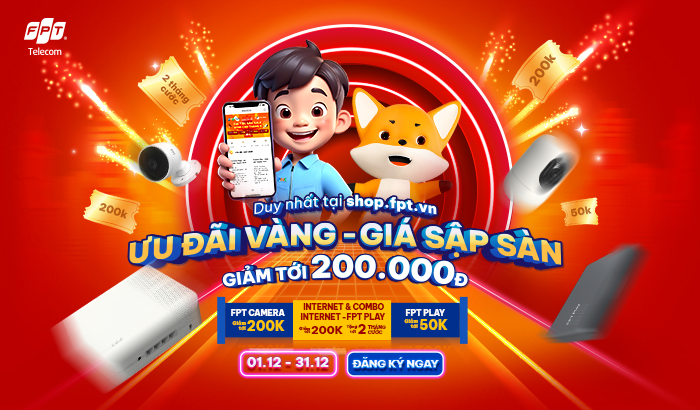 FPT
Telecom
2 tháng
cước
200k
200k
50k
Duy nhất tại shop.fpt.vn
ƯU ĐÃI VÀNG - GIÁ SẬP SÀN
GIẢM TỚI 200.000Đ
FPT CAMERA
Giảm tới 200K
INTERNET & COMBO
INTERNET - FPT PLAY
Giảm 200K Tặng tới 2 THÁNG CƯỚC
FPT PLAY
Giảm tới 50K
01.12 - 31.12
ĐĂNG KÝ NGAY